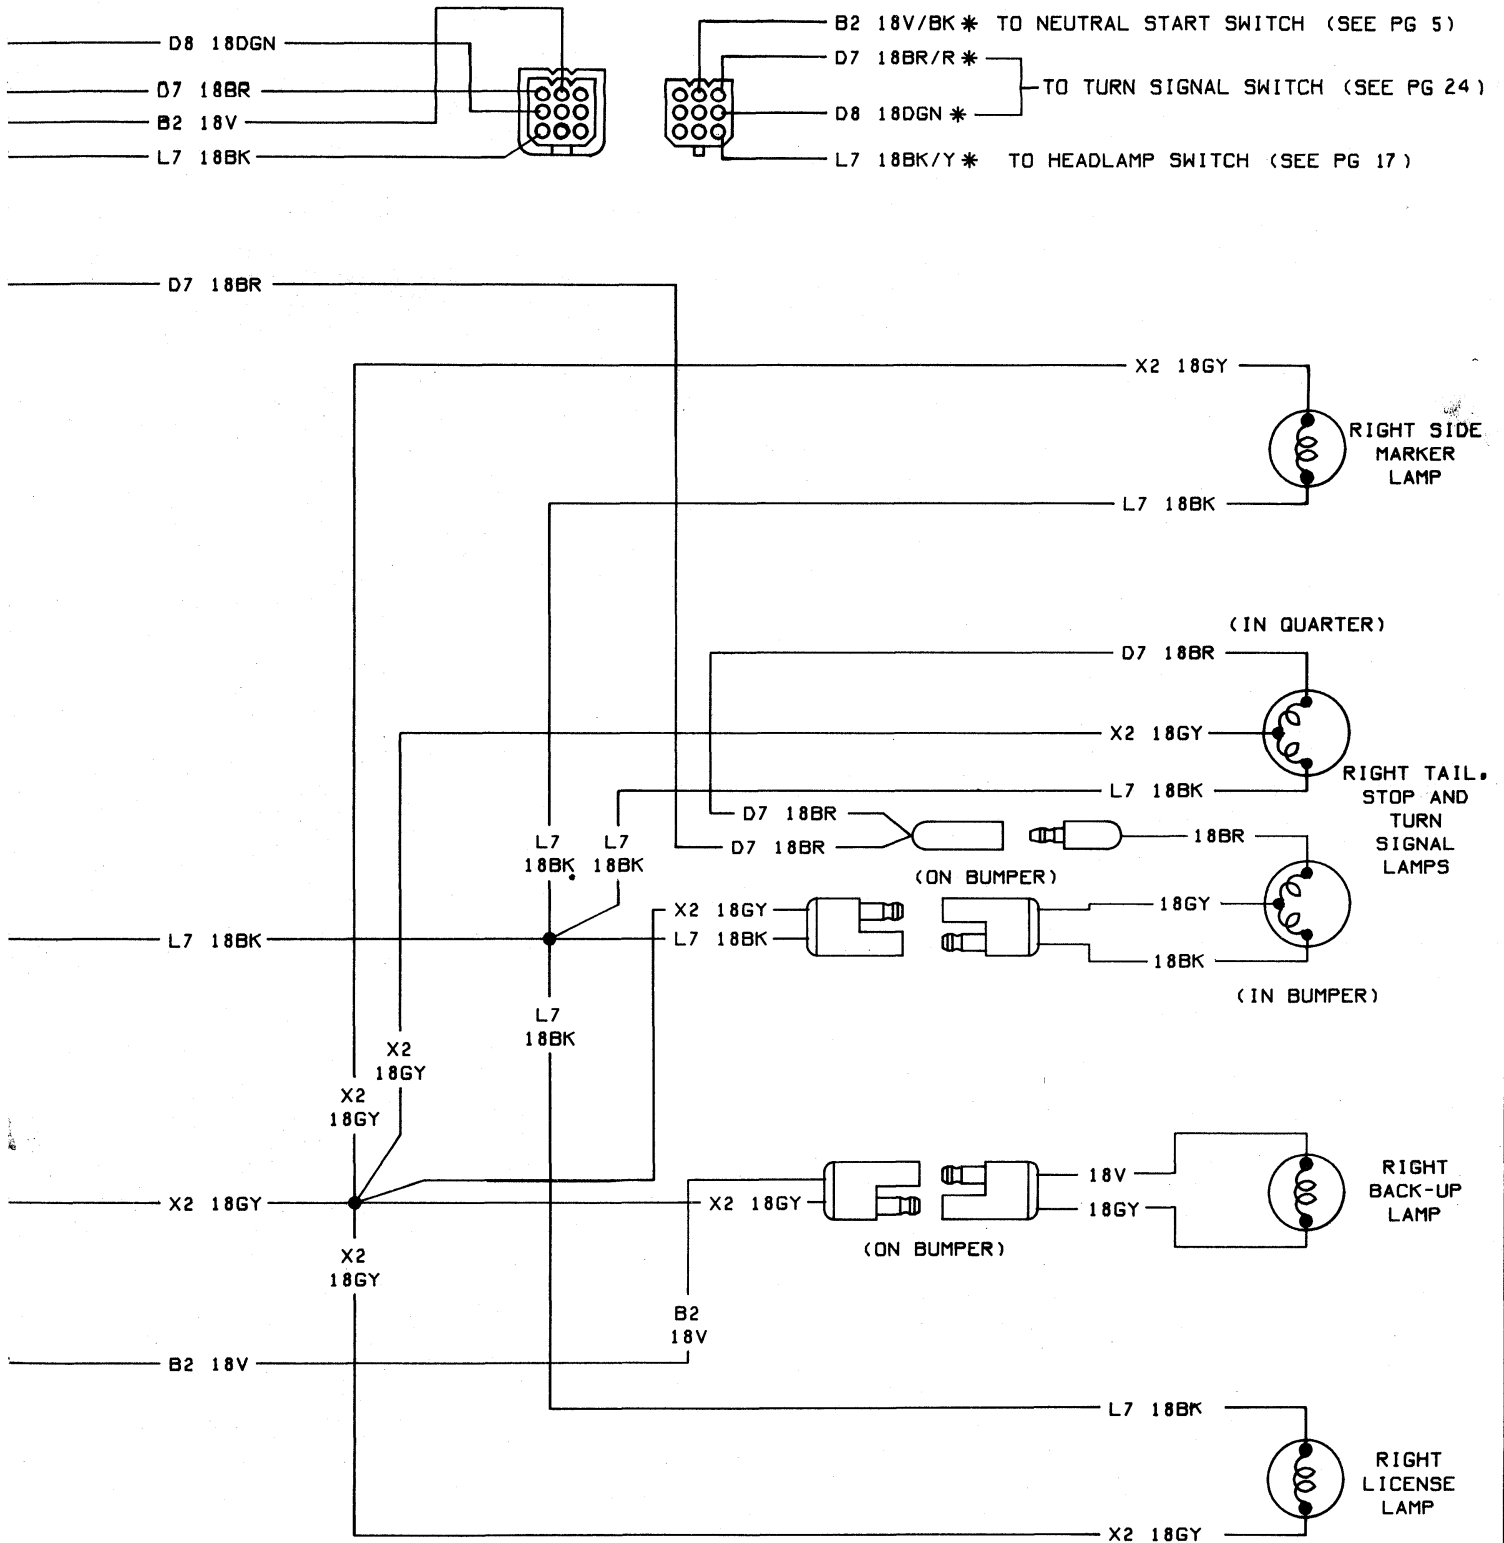 B2 18V/BK* TO NEUTRAL START SWITCH (SEE PG 5)
D8 18DGN
D7 18BR/R*
TO TURN SIGNAL SWITCH (SEE PG 24)
D7 18BR
D8 18DGN*
B2 18V
L7 18BK
L7 18BK/Y* TO HEADLAMP SWITCH (SEE PG 17)
D7 18BR
X2 18GY
RIGHT SIDE
MARKER
LAMP
L7 18BK
(IN QUARTER)
D7 18BR
X2 18GY
RIGHT TAIL.
STOP AND
TURN
SIGNAL
LAMPS
L7 18BK
D7 18BR
18BR
L7
18BK
L7
18BK
D7 18BR
(ON BUMPER)
X2 18GY
18GY
L7 18BK
L7 18BK
18BK
(IN BUMPER)
L7
18BK
X2
18GY
X2
18GY
18V
RIGHT
BACK-UP
LAMP
X2 18GY
X2 18GY
18GY
(ON BUMPER)
X2
18GY
B2
18V
B2 18V
L7 18BK
RIGHT
LICENSE
LAMP
X2 18GY